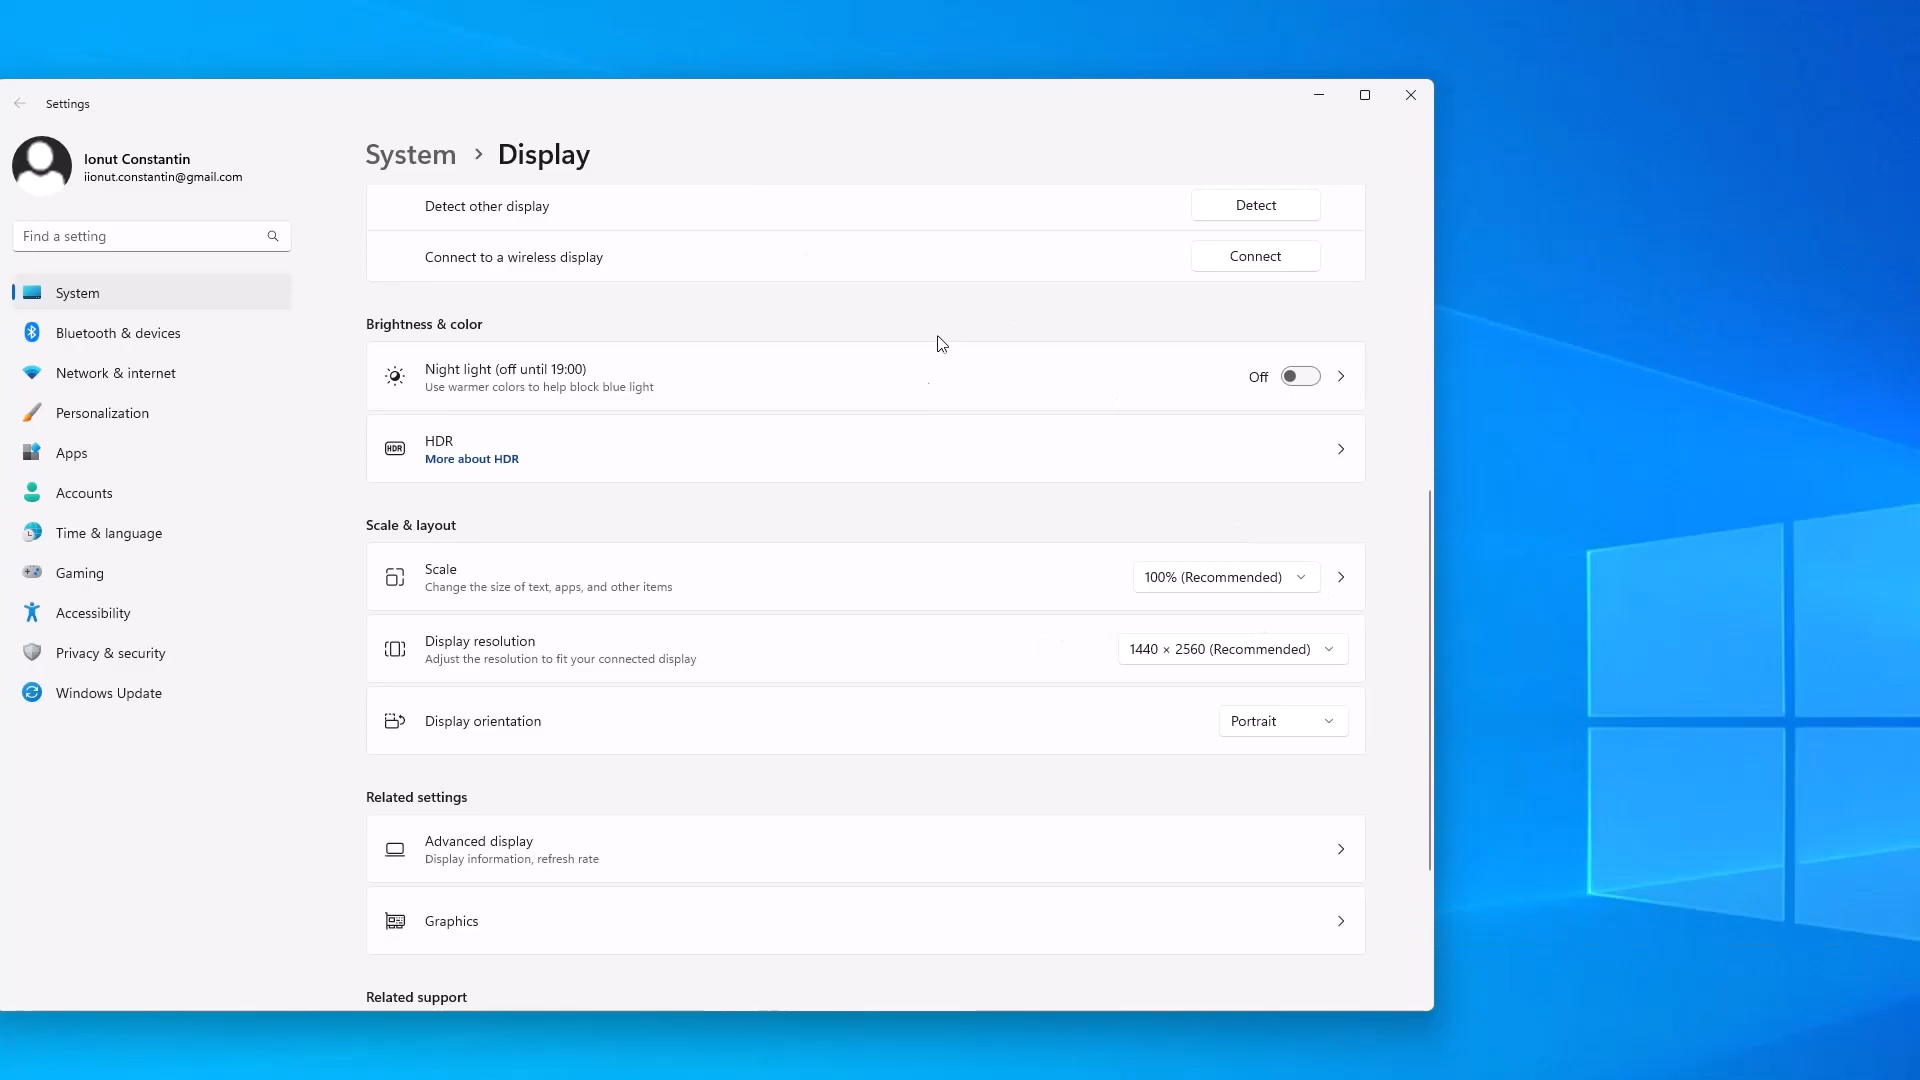 Settings
Ionut Constantin
iionut.constantin@gmail.com
Find a setting
System
Bluetooth & devices
Network & internet
Personalization
Apps
Accounts
Time & language
Gaming
Accessibility
Privacy & security
Windows Update
System > Display
Detect other display
Detect
Connect to a wireless display
Connect
Brightness & color
Night light (off until 19:00)
Use warmer colors to help block blue light
Off
HDR
HDR
More about HDR
Scale & layout
Scale
Change the size of text, apps, and other items
100% (Recommended)
Display resolution
Adjust the resolution to fit your connected display
1440 × 2560 (Recommended)
Display orientation
Portrait
Related settings
Advanced display
Display information, refresh rate
Graphics
Related support